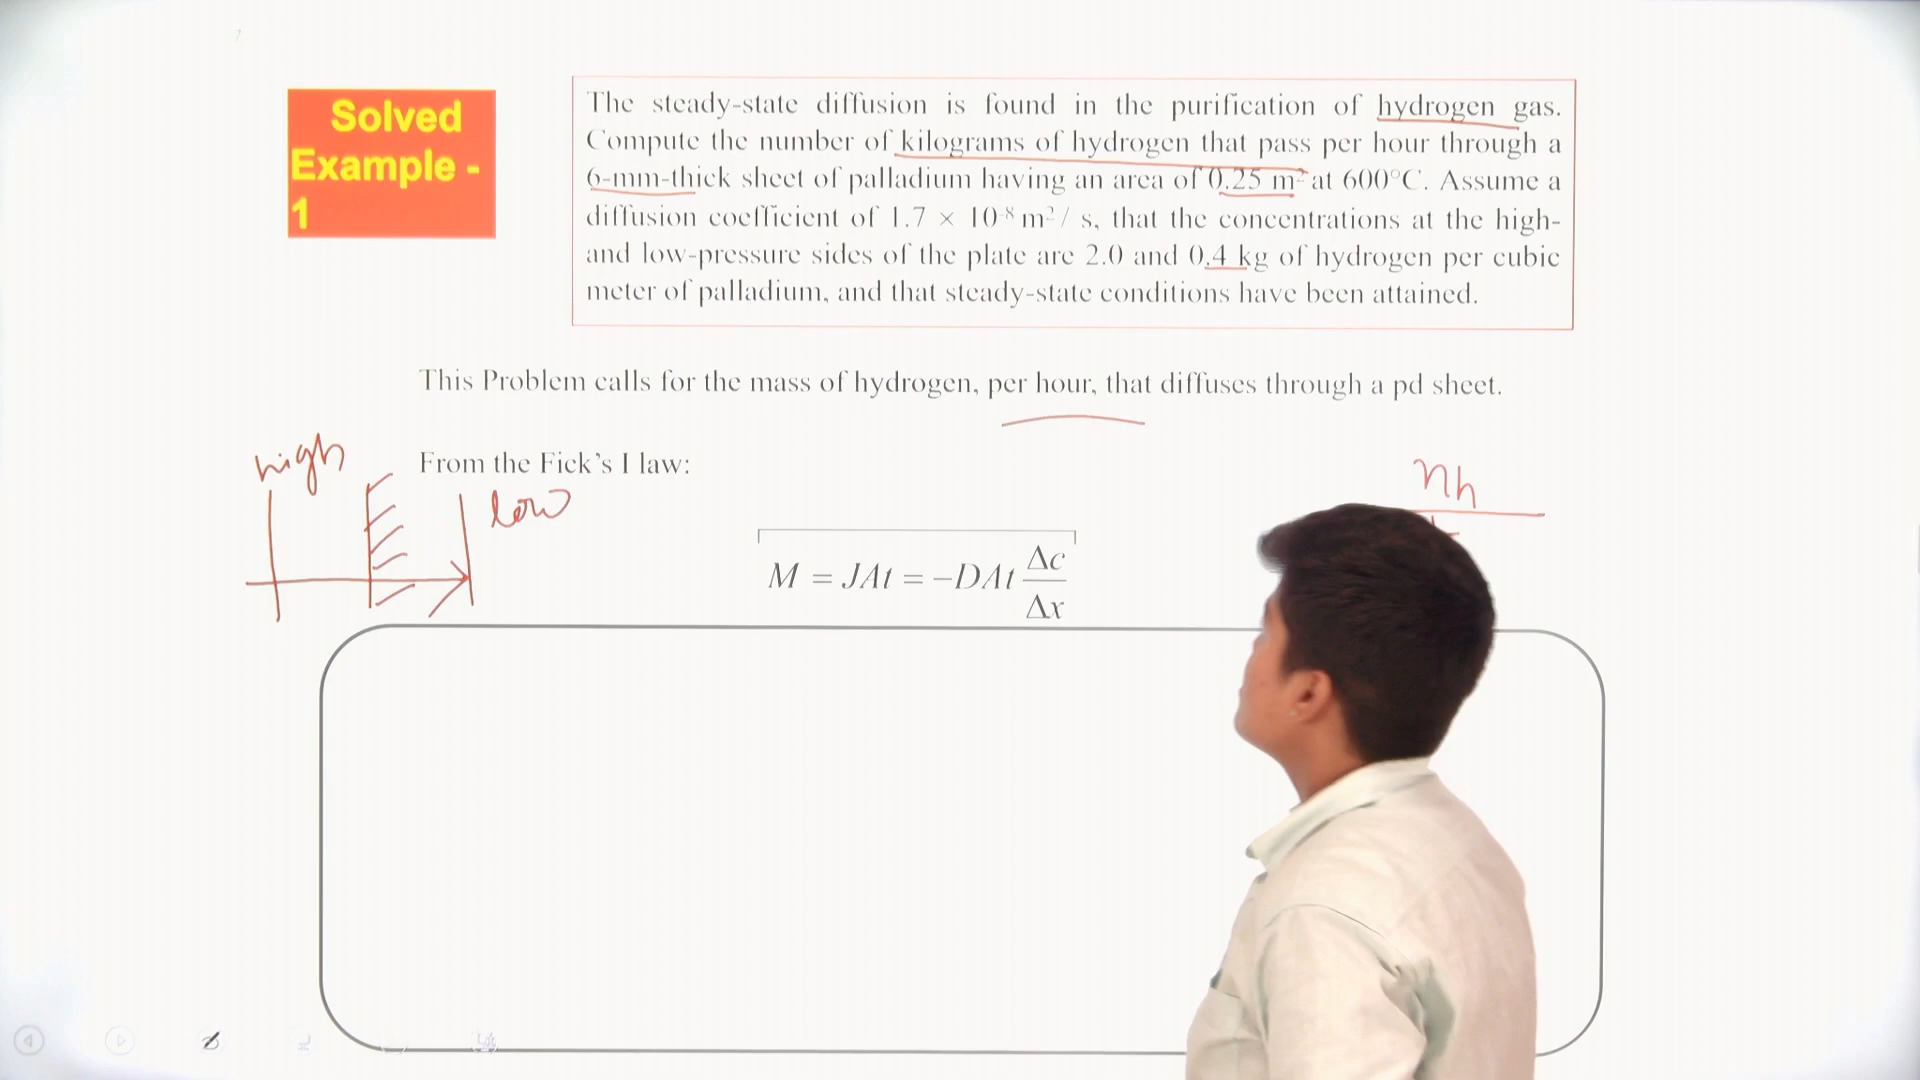 Solved
Example -
1
The steady-state diffusion is found in the purification of hydrogen gas.
Compute the number of kilograms of hydrogen that pass per hour through a
6-mm-thick sheet of palladium having an area of 0.25 m² at 600°C. Assume a
diffusion coefficient of 1.7 × 10⁻⁸ m² / s, that the concentrations at the high-
and low-pressure sides of the plate are 2.0 and 0.4 kg of hydrogen per cubic
meter of palladium, and that steady-state conditions have been attained.
This Problem calls for the mass of hydrogen, per hour, that diffuses through a pd sheet.
high
From the Fick's I law:
low
M = JAt = −DAt Δc/Δx